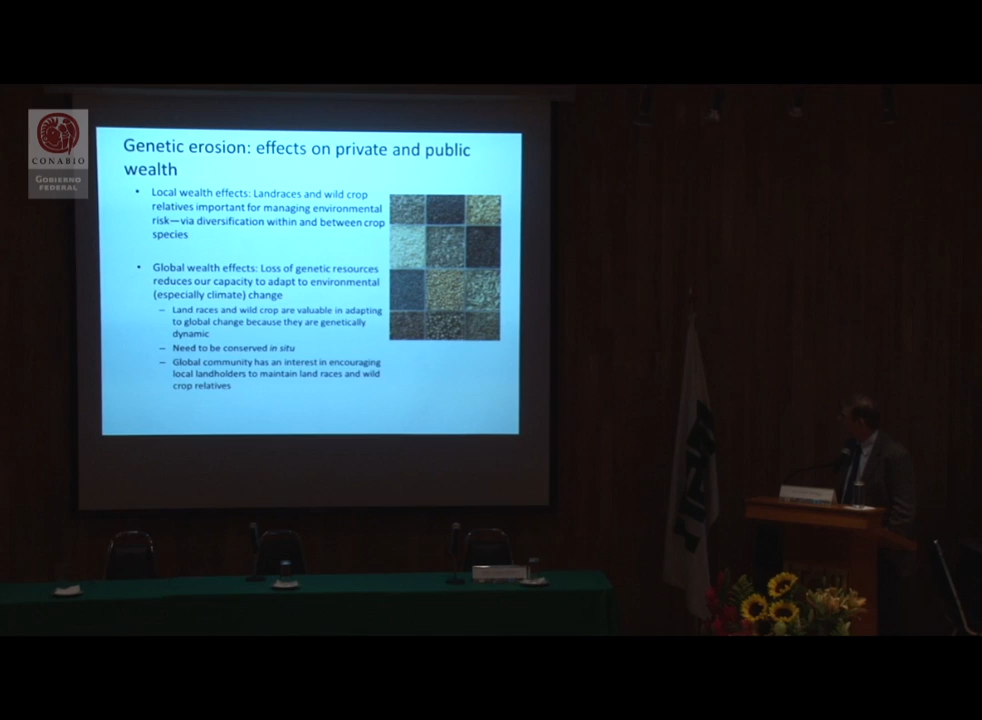 CONABIO
GOBIERNO
FEDERAL
Genetic erosion: effects on private and public
wealth
• Local wealth effects: Landraces and wild crop
relatives important for managing environmental
risk—via diversification within and between crop
species
• Global wealth effects: Loss of genetic resources
reduces our capacity to adapt to environmental
(especially climate) change
– Land races and wild crop are valuable in adapting
to global change because they are genetically
dynamic
– Need to be conserved in situ
– Global community has an interest in encouraging
local landholders to maintain land races and wild
crop relatives